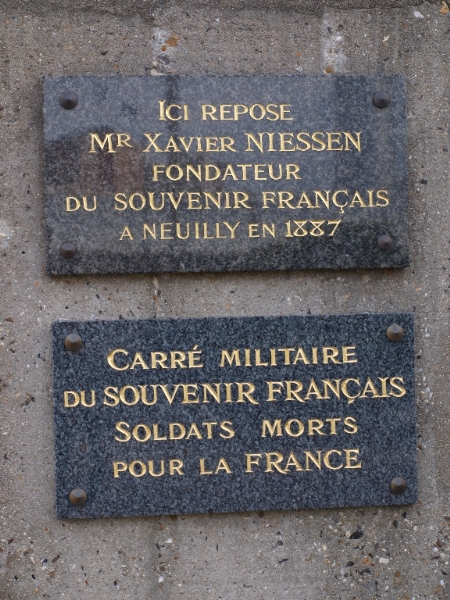 ICI REPOSE
MR XAVIER NIESSEN
FONDATEUR
DU SOUVENIR FRANÇAIS
A NEUILLY EN 1887
CARRÉ MILITAIRE
DU SOUVENIR FRANÇAIS
SOLDATS MORTS
POUR LA FRANCE